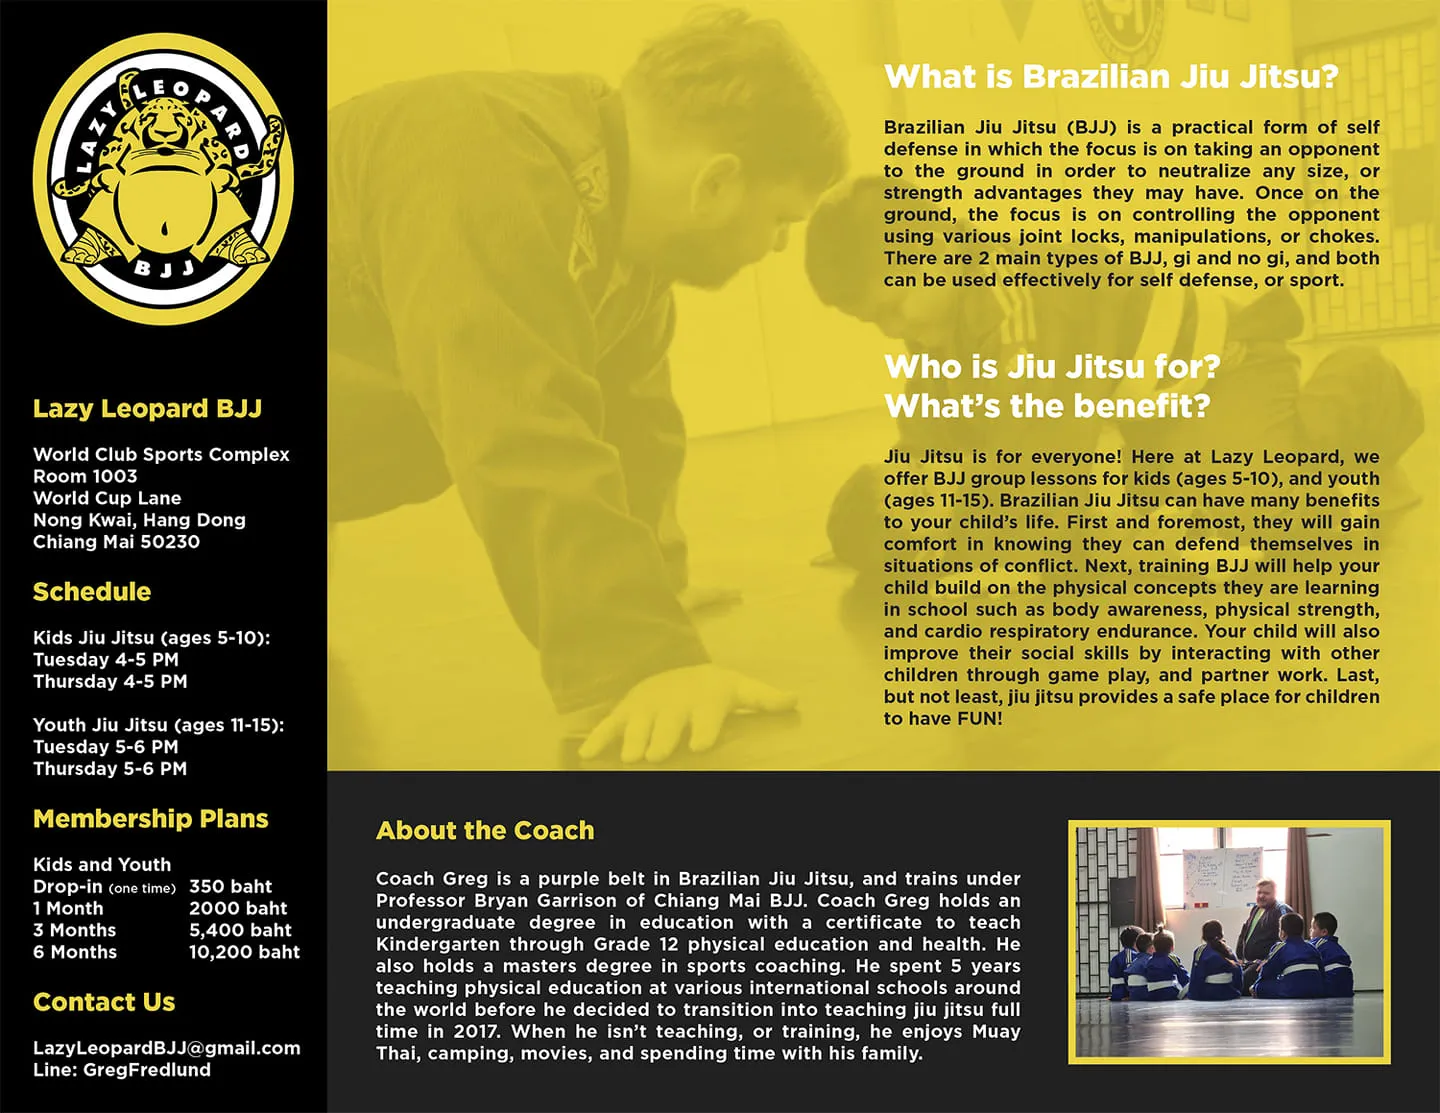 LAZY LEOPARD
BJJ
Lazy Leopard BJJ
World Club Sports Complex
Room 1003
World Cup Lane
Nong Kwai, Hang Dong
Chiang Mai 50230
Schedule
Kids Jiu Jitsu (ages 5-10):
Tuesday 4-5 PM
Thursday 4-5 PM
Youth Jiu Jitsu (ages 11-15):
Tuesday 5-6 PM
Thursday 5-6 PM
Membership Plans
Kids and Youth
Drop-in (one time) 350 baht
1 Month 2000 baht
3 Months 5,400 baht
6 Months 10,200 baht
Contact Us
LazyLeopardBJJ@gmail.com
Line: GregFredlund
What is Brazilian Jiu Jitsu?
Brazilian Jiu Jitsu (BJJ) is a practical form of self
defense in which the focus is on taking an opponent
to the ground in order to neutralize any size, or
strength advantages they may have. Once on the
ground, the focus is on controlling the opponent
using various joint locks, manipulations, or chokes.
There are 2 main types of BJJ, gi and no gi, and both
can be used effectively for self defense, or sport.
Who is Jiu Jitsu for?
What's the benefit?
Jiu Jitsu is for everyone! Here at Lazy Leopard, we
offer BJJ group lessons for kids (ages 5-10), and youth
(ages 11-15). Brazilian Jiu Jitsu can have many benefits
to your child's life. First and foremost, they will gain
comfort in knowing they can defend themselves in
situations of conflict. Next, training BJJ will help your
child build on the physical concepts they are learning
in school such as body awareness, physical strength,
and cardio respiratory endurance. Your child will also
improve their social skills by interacting with other
children through game play, and partner work. Last,
but not least, jiu jitsu provides a safe place for children
to have FUN!
About the Coach
Coach Greg is a purple belt in Brazilian Jiu Jitsu, and trains under
Professor Bryan Garrison of Chiang Mai BJJ. Coach Greg holds an
undergraduate degree in education with a certificate to teach
Kindergarten through Grade 12 physical education and health. He
also holds a masters degree in sports coaching. He spent 5 years
teaching physical education at various international schools around
the world before he decided to transition into teaching jiu jitsu full
time in 2017. When he isn't teaching, or training, he enjoys Muay
Thai, camping, movies, and spending time with his family.